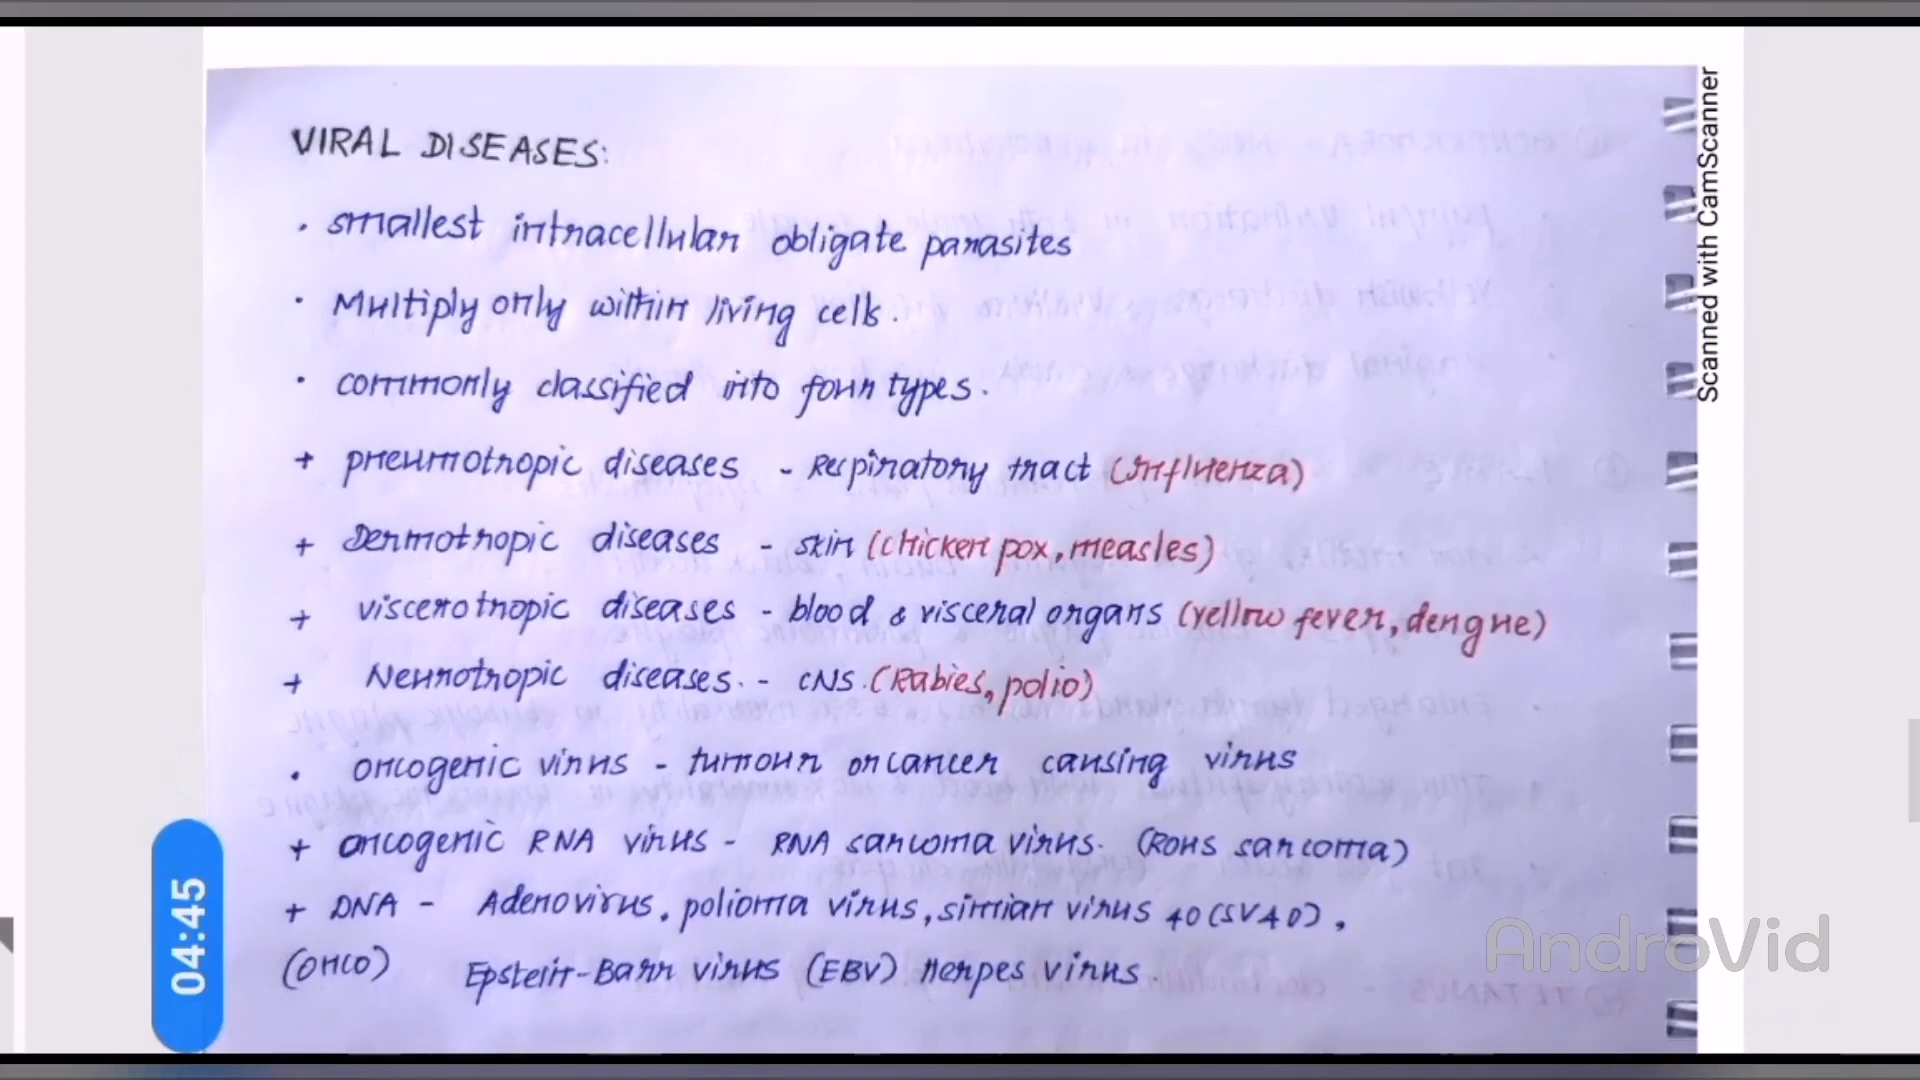 VIRAL DISEASES:
. smallest intracellular obligate parasites
. Multiply only within living cells.
. commonly classified into four types.
+ pneumotropic diseases - Respiratory tract (Influenza)
+ Dermotropic diseases - skin (chicken pox, measles)
+ viscerotropic diseases - blood & visceral organs (yellow fever, dengue)
+ Neurotropic diseases. - CNS. (Rabies, polio)
. oncogenic virus - tumour or cancer causing virus
+ oncogenic RNA virus - RNA sarcoma virus. (Rous sarcoma)
+ DNA - Adenovirus, polioma virus, simian virus 40 (SV40),
(onco) Epstein-Barr virus (EBV) Herpes virus.
Scanned with CamScanner
04:45
AndroVid